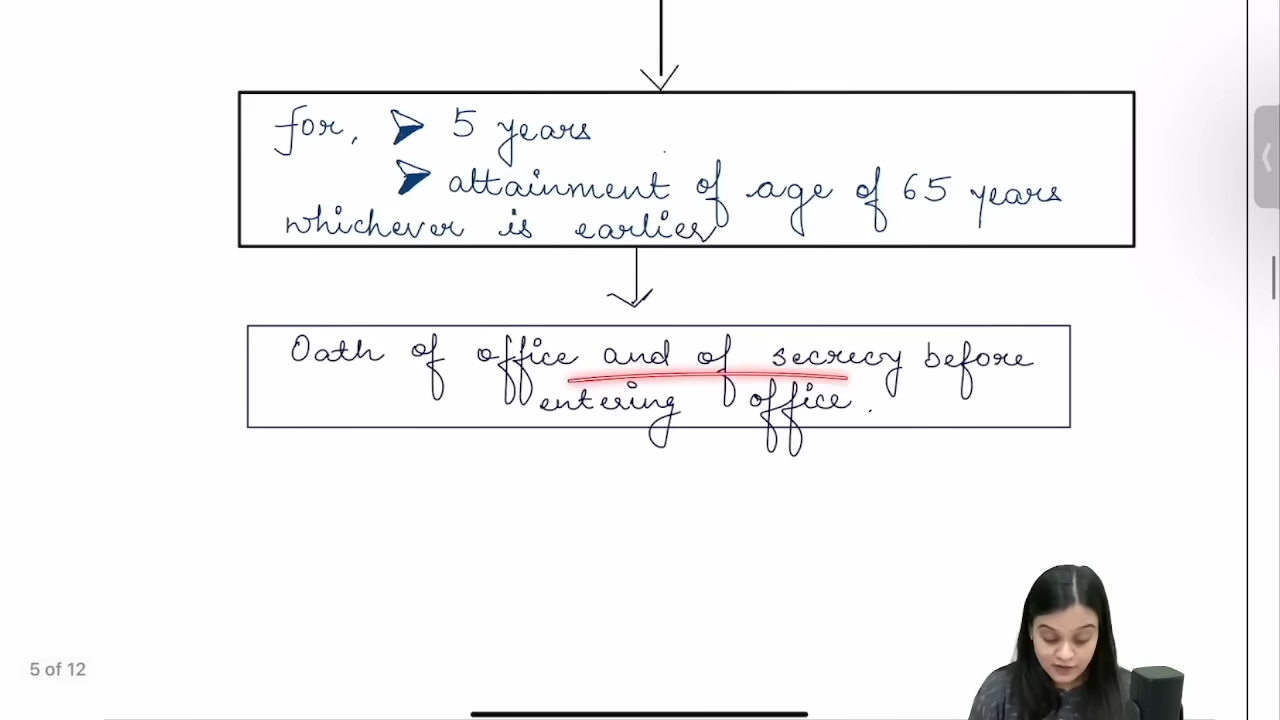 for, ➤ 5 years
➤ attainment of age of 65 years
whichever is earlier
Oath of office and of secrecy before
entering office.
5 of 12